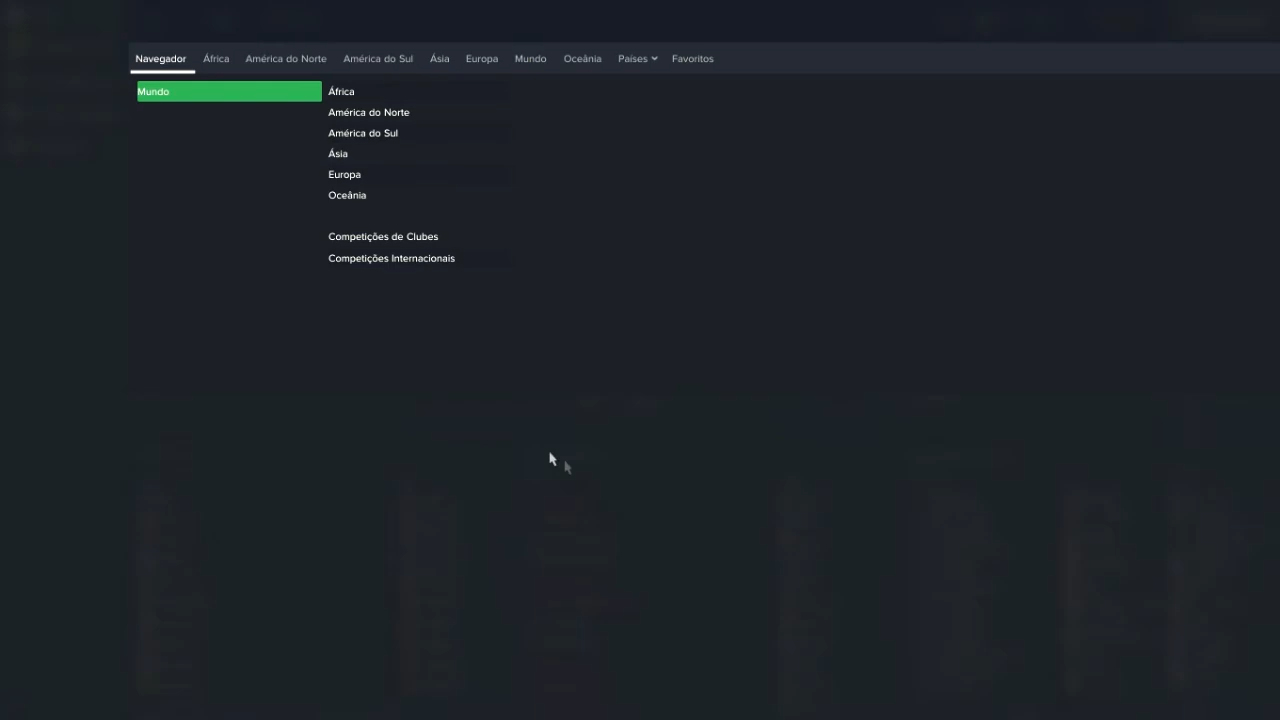 Navegador África América do Norte América do Sul Ásia Europa Mundo Oceânia Países Favoritos
Mundo
África
América do Norte
América do Sul
Ásia
Europa
Oceânia
Competições de Clubes
Competições Internacionais